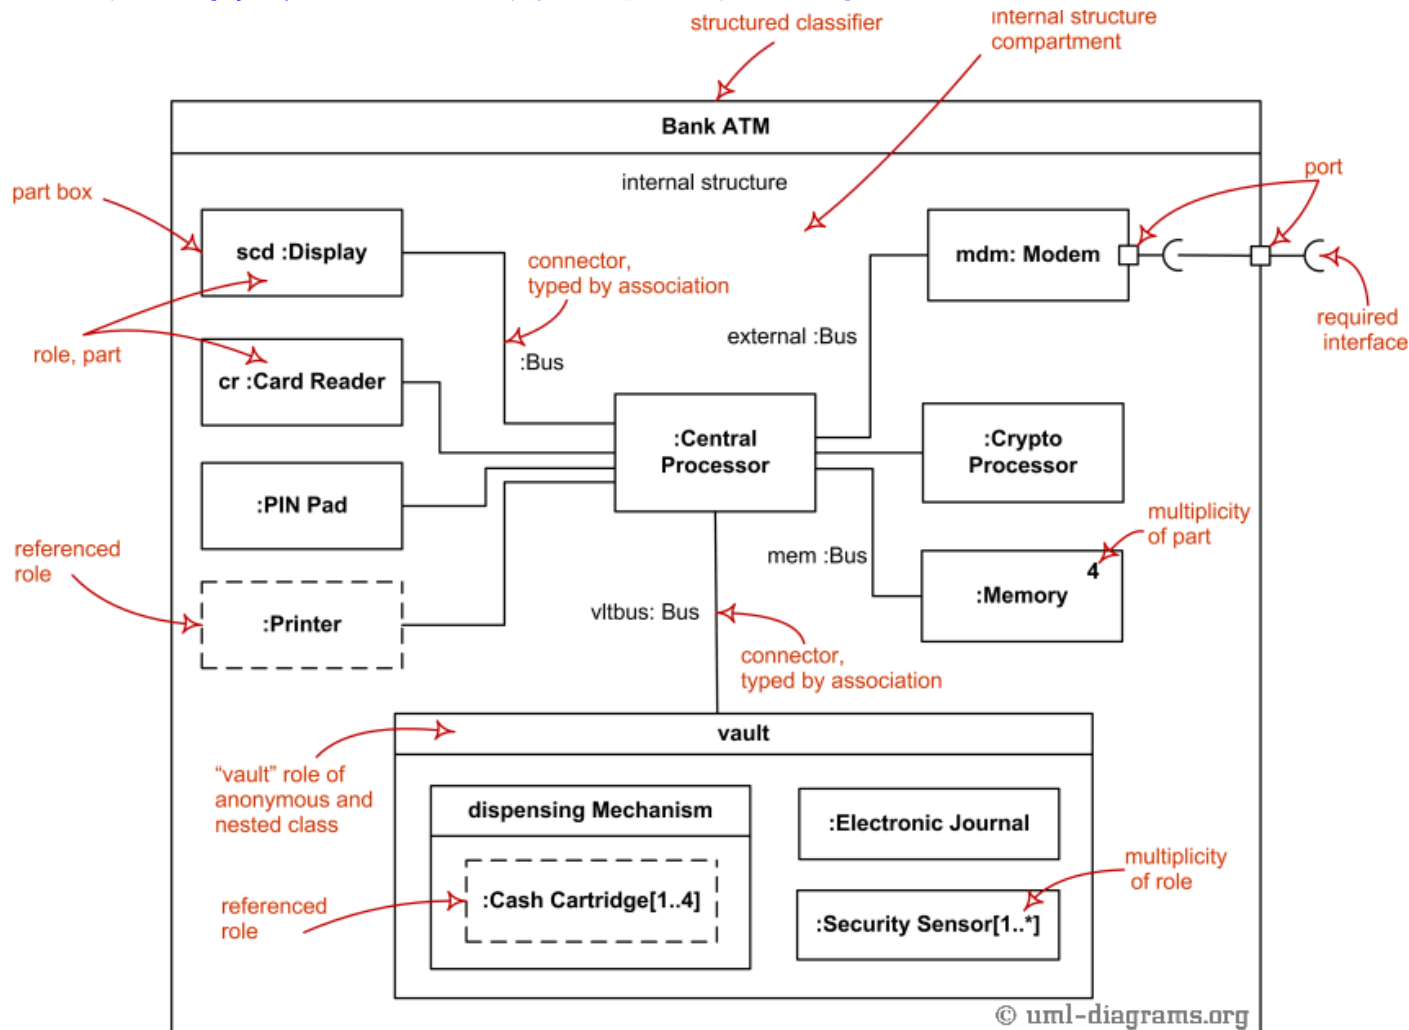 structured classifier
internal structure
compartment
Bank ATM
internal structure
part box
port
scd :Display
mdm: Modem
connector,
typed by association
external :Bus
required
interface
role, part
:Bus
cr :Card Reader
:Central
Processor
:Crypto
Processor
:PIN Pad
multiplicity
of part
referenced
role
mem :Bus
4
:Memory
:Printer
vltbus: Bus
connector,
typed by association
vault
"vault" role of
anonymous and
nested class
dispensing Mechanism
:Electronic Journal
multiplicity
of role
:Cash Cartridge[1..4]
referenced
role
:Security Sensor[1..*]
© uml-diagrams.org